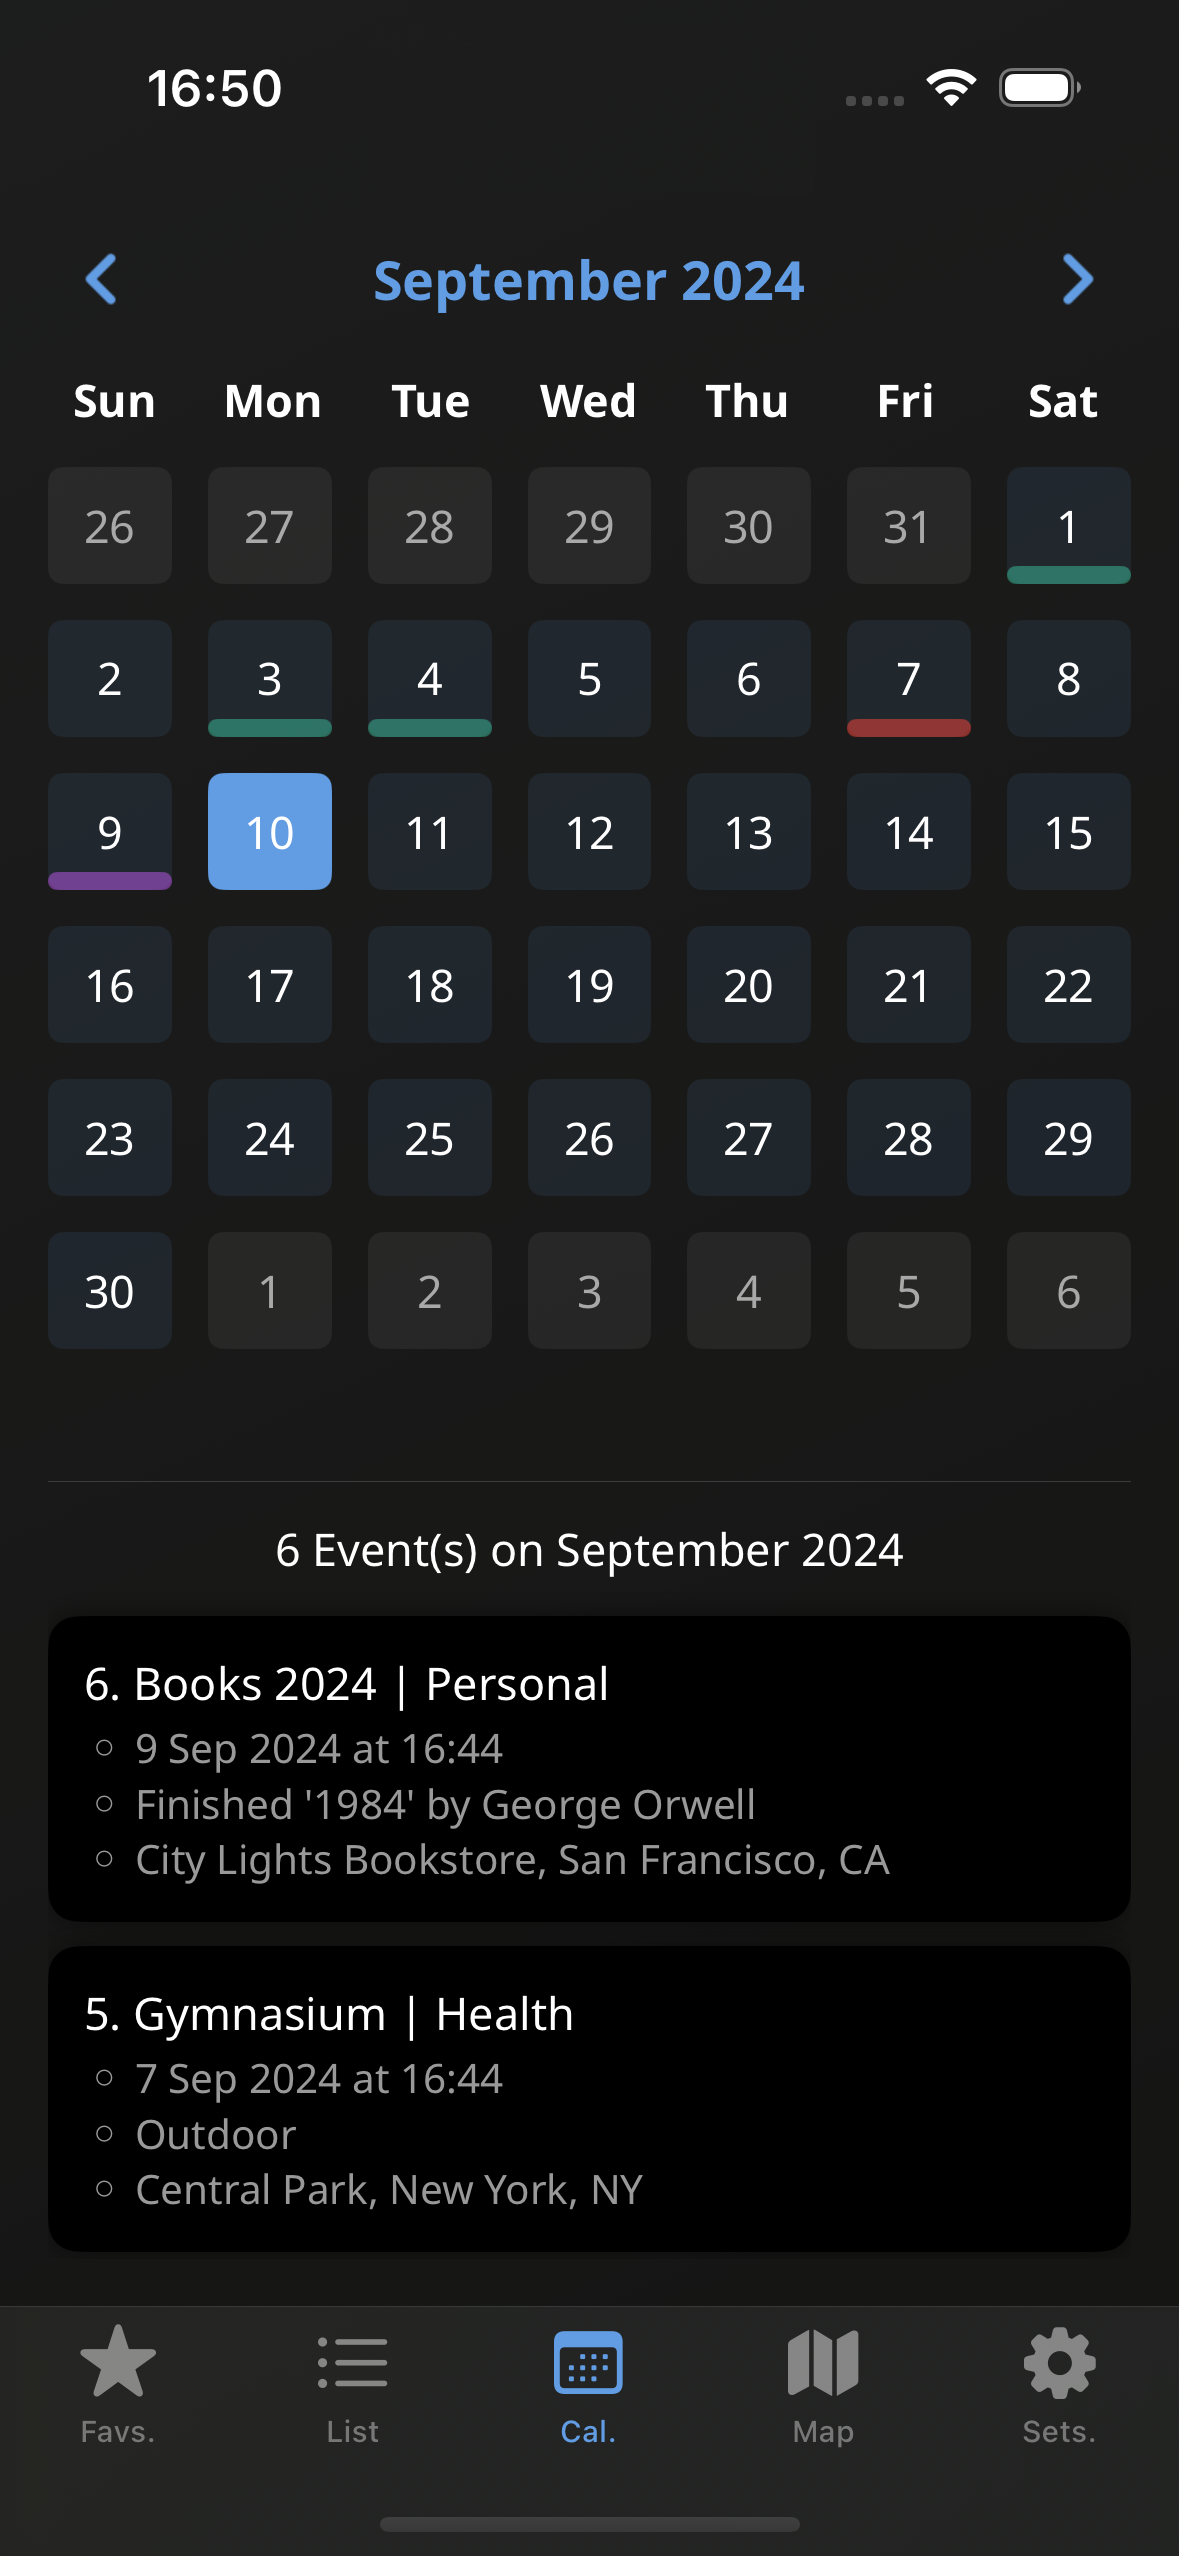 16:50
September 2024
Sun Mon Tue Wed Thu Fri Sat
26 27 28 29 30 31 1
2 3 4 5 6 7 8
9 10 11 12 13 14 15
16 17 18 19 20 21 22
23 24 25 26 27 28 29
30 1 2 3 4 5 6
6 Event(s) on September 2024
6. Books 2024 | Personal
9 Sep 2024 at 16:44
Finished '1984' by George Orwell
City Lights Bookstore, San Francisco, CA
5. Gymnasium | Health
7 Sep 2024 at 16:44
Outdoor
Central Park, New York, NY
Favs. List Cal. Map Sets.